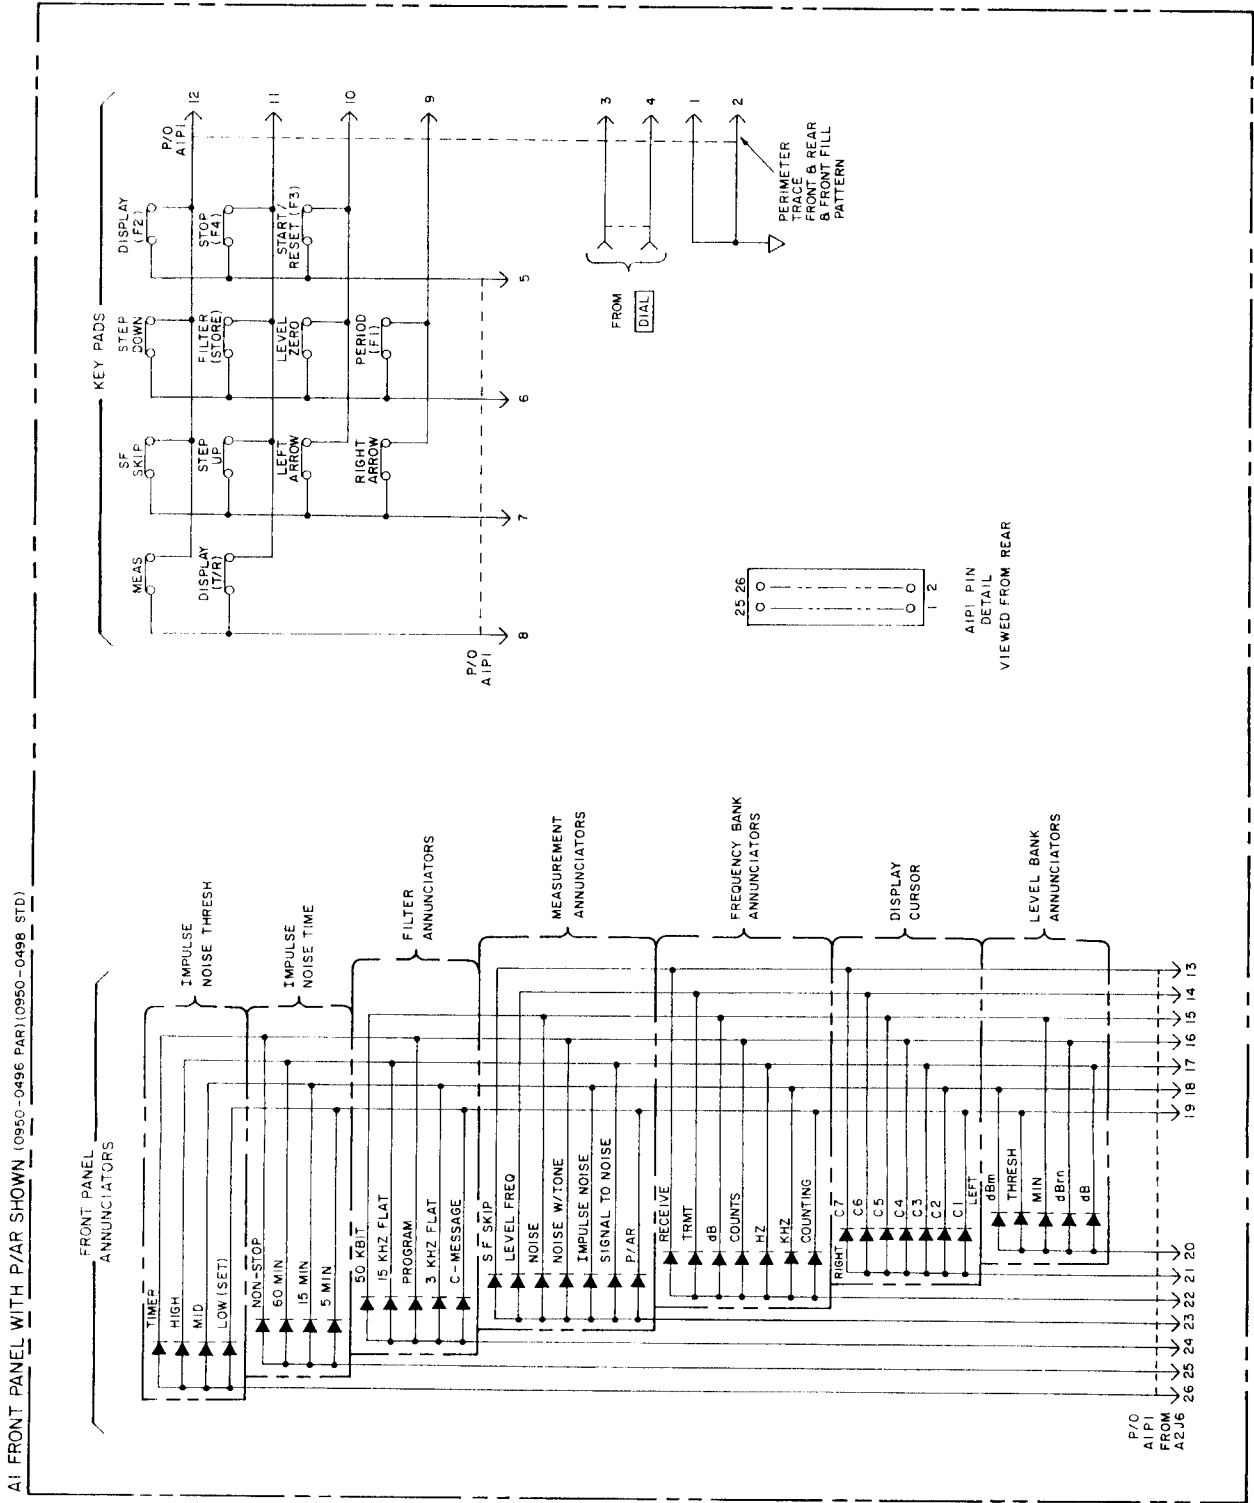 A1 FRONT PANEL WITH P/AR SHOWN (0950-0496 PAR)(0950-0498 STD)
FRONT PANEL
ANNUNCIATORS
TIMER
HIGH
MID
LOW (SET)
IMPULSE
NOISE THRESH
NON-STOP
60 MIN
15 MIN
5 MIN
IMPULSE
NOISE TIME
50 KBIT
15 KHZ FLAT
PROGRAM
3 KHZ FLAT
C-MESSAGE
FILTER
ANNUNCIATORS
SF SKIP
LEVEL FREQ
NOISE
NOISE W/TONE
IMPULSE NOISE
SIGNAL TO NOISE
P/AR
MEASUREMENT
ANNUNCIATORS
RECEIVE
TRMT
dB
COUNTS
HZ
KHZ
COUNTING
FREQUENCY BANK
ANNUNCIATORS
RIGHT
C7
C6
C5
C4
C3
C2
C1
LEFT
DISPLAY
CURSOR
dBm
THRESH
MIN
dBrn
dB
LEVEL BANK
ANNUNCIATORS
26
25
24
23
22
21
20
19
18
17
16
15
14
13
P/O
A1P1
FROM
A2J6
KEY PADS
MEAS
SF
SKIP
STEP
DOWN
DISPLAY
(F2)
P/O
A1P1
12
DISPLAY
(T/R)
STEP
UP
FILTER
(STORE)
STOP
(F4)
11
LEFT
ARROW
LEVEL
ZERO
START/
RESET (F3)
10
RIGHT
ARROW
PERIOD
(F1)
9
P/O
A1P1
8
7
6
5
FROM
DIAL
3
4
1
2
PERIMETER
TRACE
FRONT & REAR
& FRONT FILL
PATTERN
25 26
1 2
A1P1 PIN
DETAIL
VIEWED FROM REAR